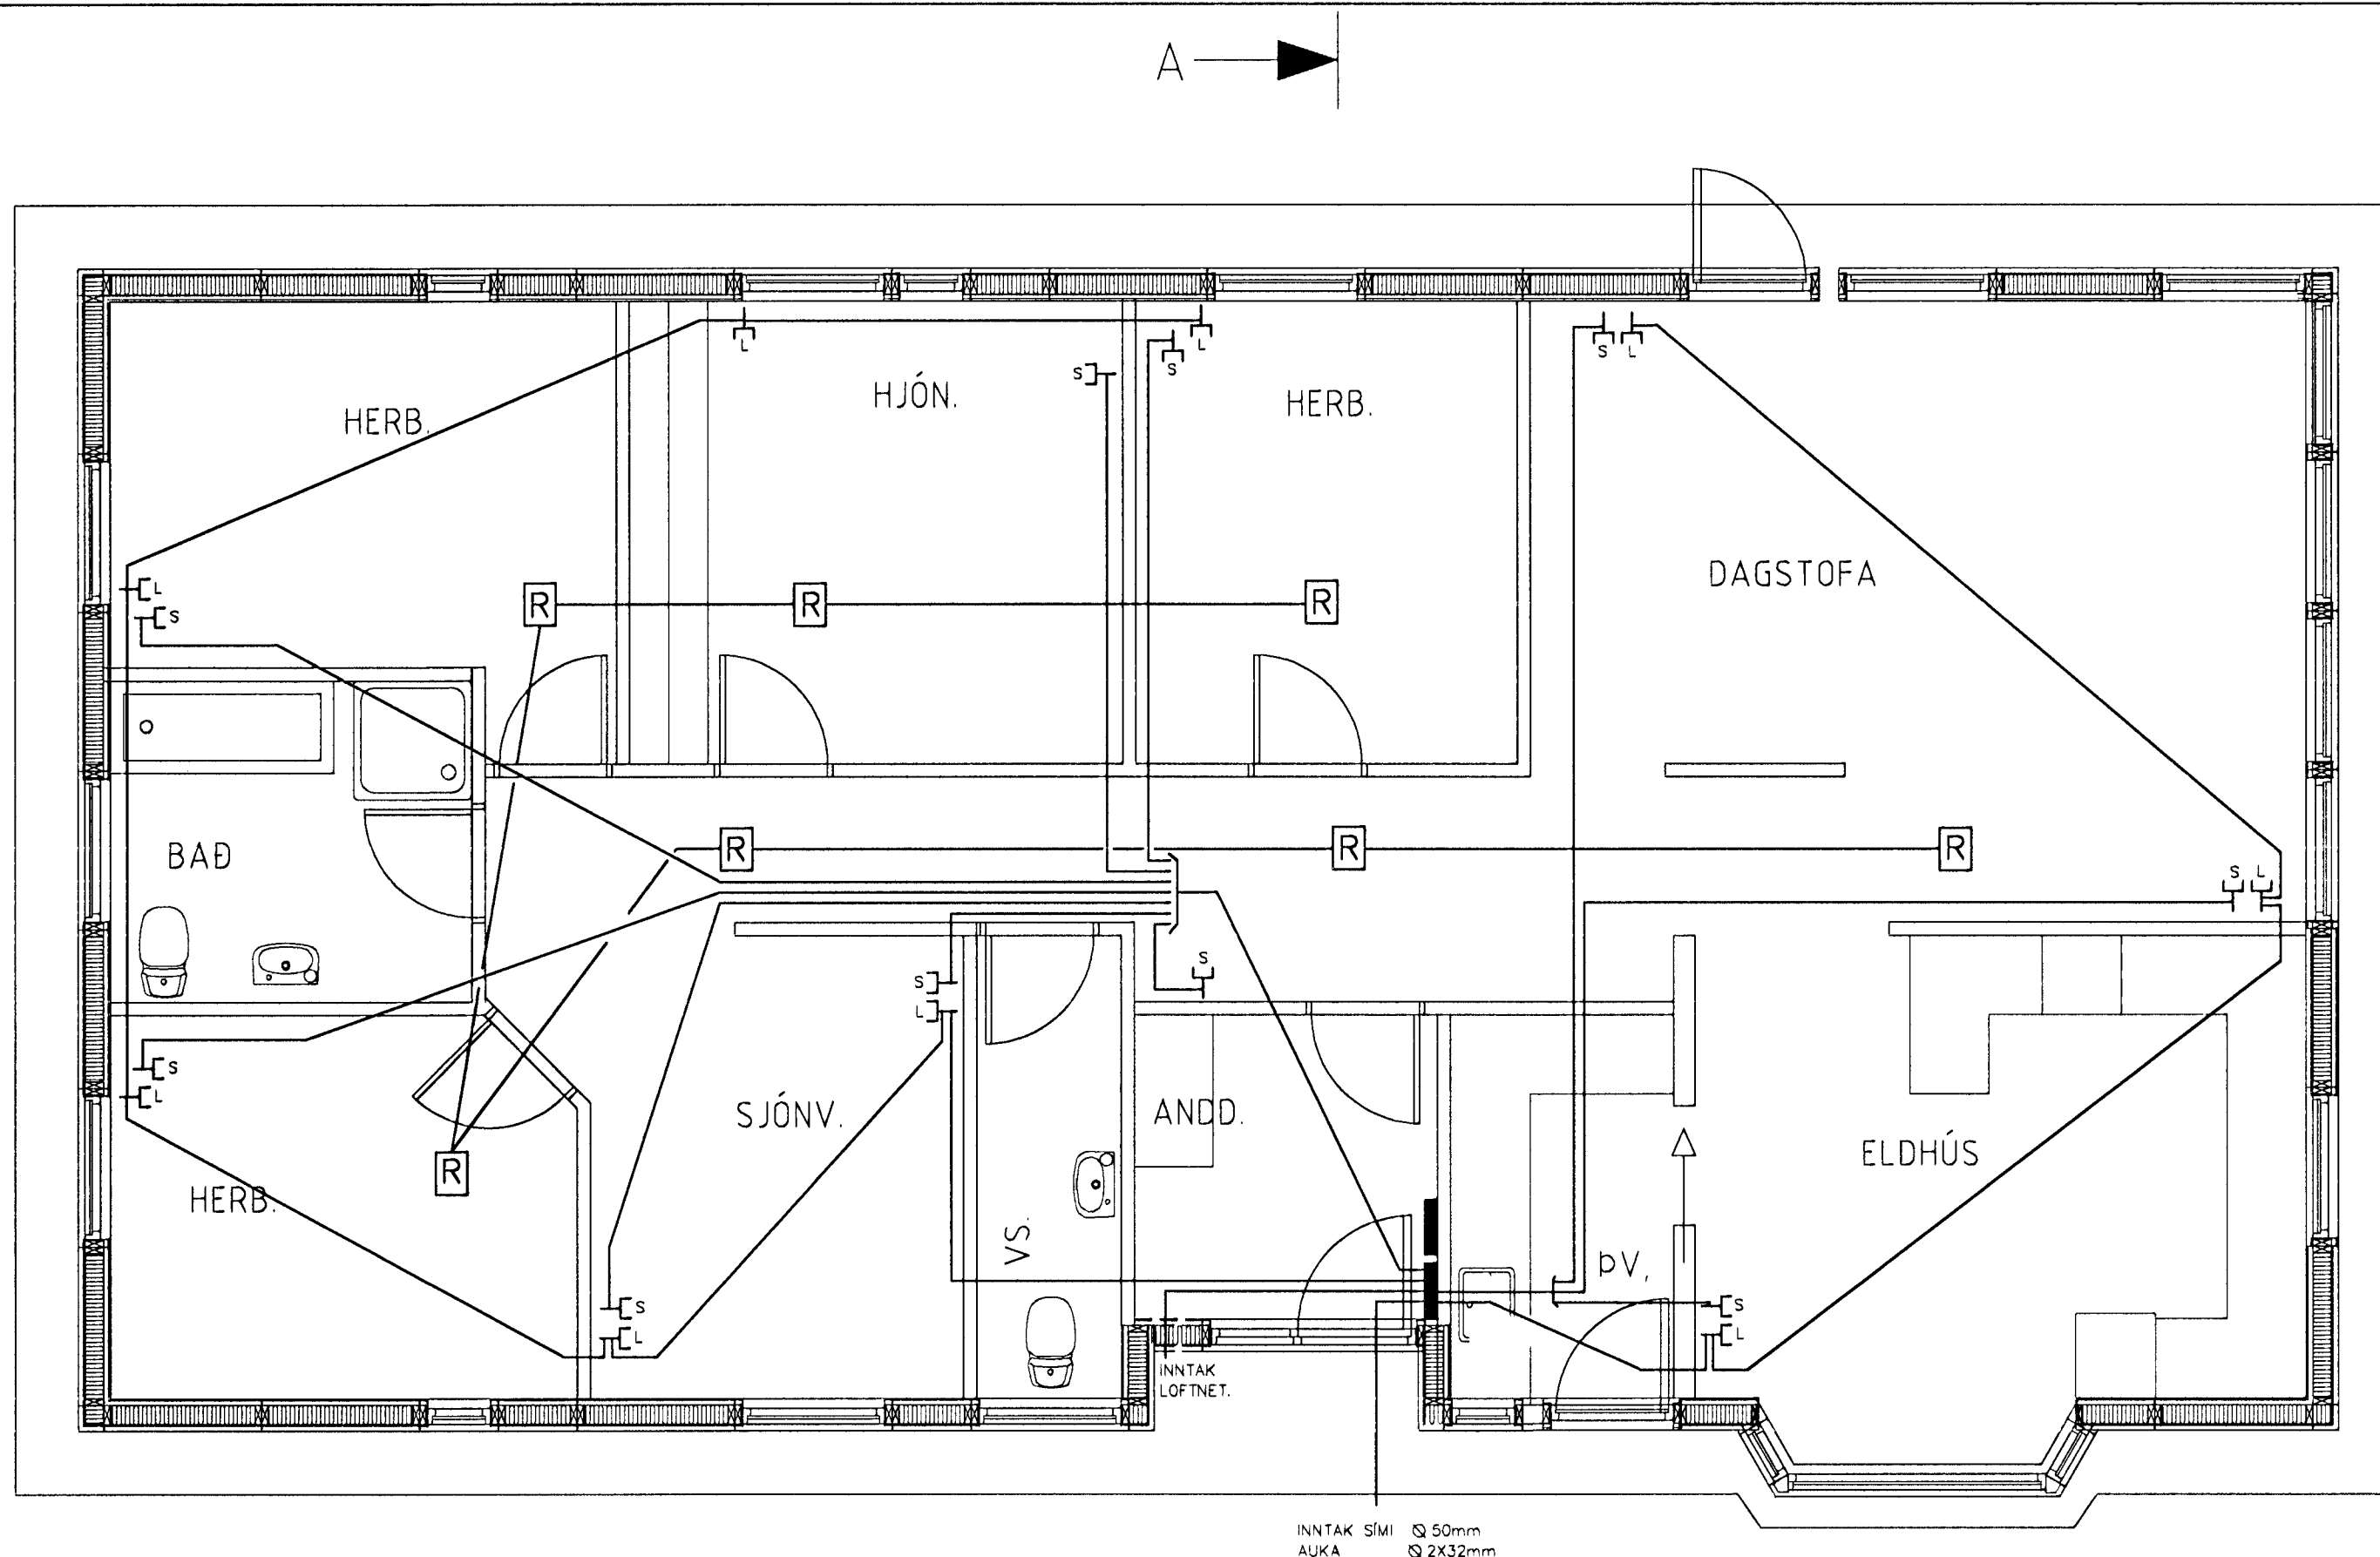 A
L
L
S
S
S L
HJÓN.
HERB.
HERB.
DAGSTOFA
L
S
R
R
R
BAÐ
R
R
R
S L
S
S
L
S
L
SJÓNV.
ANDD.
ELDHÚS
R
HERB.
VS.
ÞV,
S
L
S
L
INNTAK
LOFTNET.
INNTAK SÍMI Ø 50mm
AUKA Ø 2X32mm